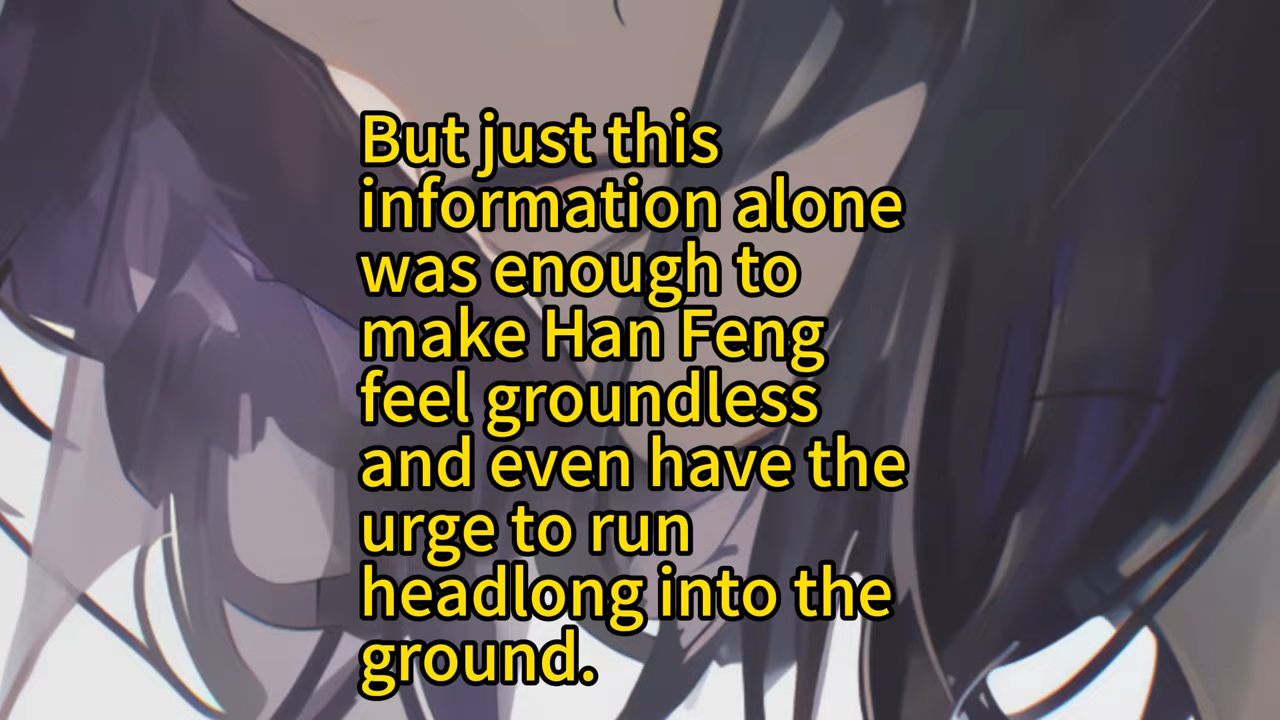 But just this
information alone
was enough to
make Han Feng
feel groundless
and even have the
urge to run
headlong into the
ground.